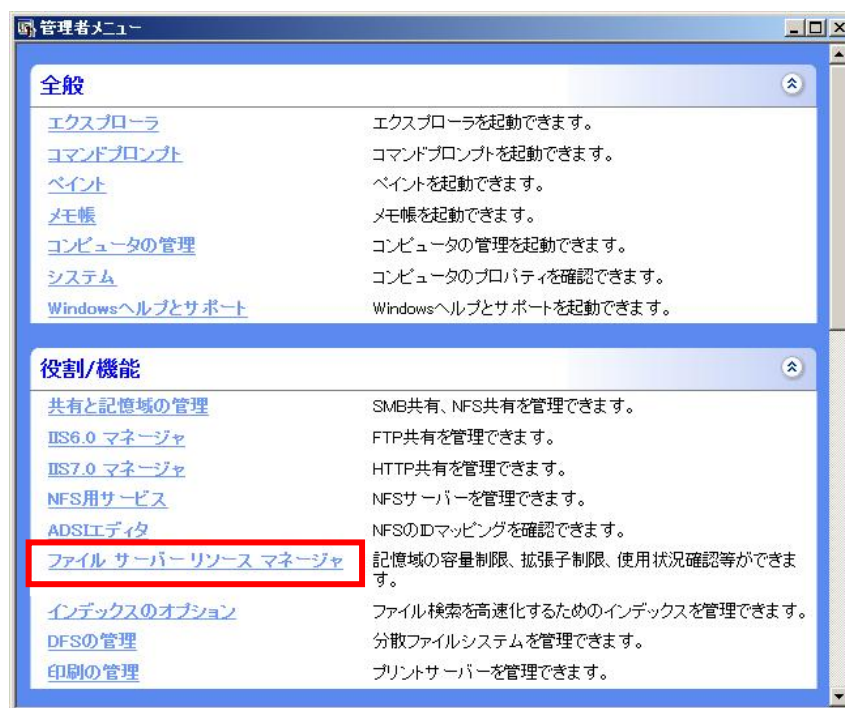 管理者メニュー
全般
エクスプローラ エクスプローラを起動できます。
コマンドプロンプト コマンドプロンプトを起動できます。
ペイント ペイントを起動できます。
メモ帳 メモ帳を起動できます。
コンピュータの管理 コンピュータの管理を起動できます。
システム コンピュータのプロパティを確認できます。
Windowsヘルプとサポート Windowsヘルプとサポートを起動できます。
役割/機能
共有と記憶域の管理 SMB共有、NFS共有を管理できます。
IIS6.0 マネージャ FTP共有を管理できます。
IIS7.0 マネージャ HTTP共有を管理できます。
NFS用サービス NFSサーバーを管理できます。
ADSIエディタ NFSのIDマッピングを確認できます。
ファイル サーバー リソース マネージャ 記憶域の容量制限、拡張子制限、使用状況確認等ができま
す。
インデックスのオプション ファイル検索を高速化するためのインデックスを管理できます。
DFSの管理 分散ファイルシステムを管理できます。
印刷の管理 プリントサーバーを管理できます。